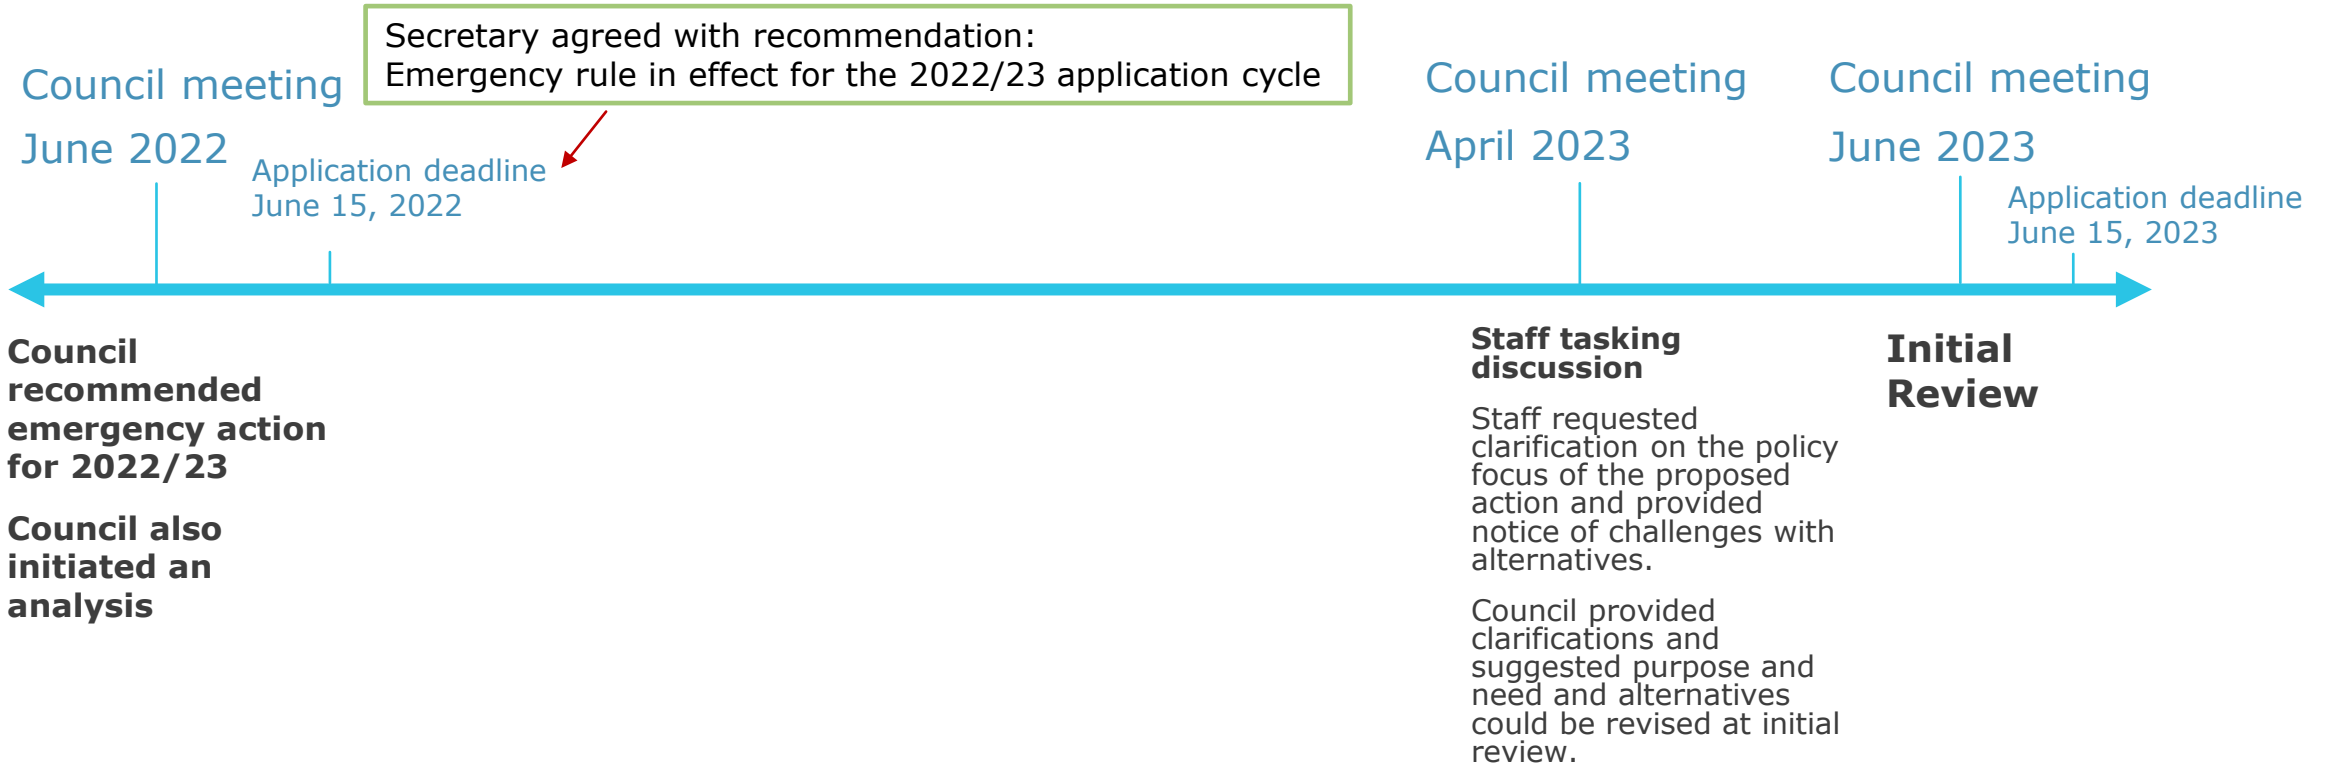 Secretary agreed with recommendation:
Emergency rule in effect for the 2022/23 application cycle
Council meeting
June 2022
Application deadline
June 15, 2022
Council meeting
April 2023
Council meeting
June 2023
Application deadline
June 15, 2023
Council
recommended
emergency action
for 2022/23
Council also
initiated an
analysis
Staff tasking
discussion
Staff requested
clarification on the policy
focus of the proposed
action and provided
notice of challenges with
alternatives.
Council provided
clarifications and
suggested purpose and
need and alternatives
could be revised at initial
review.
Initial
Review